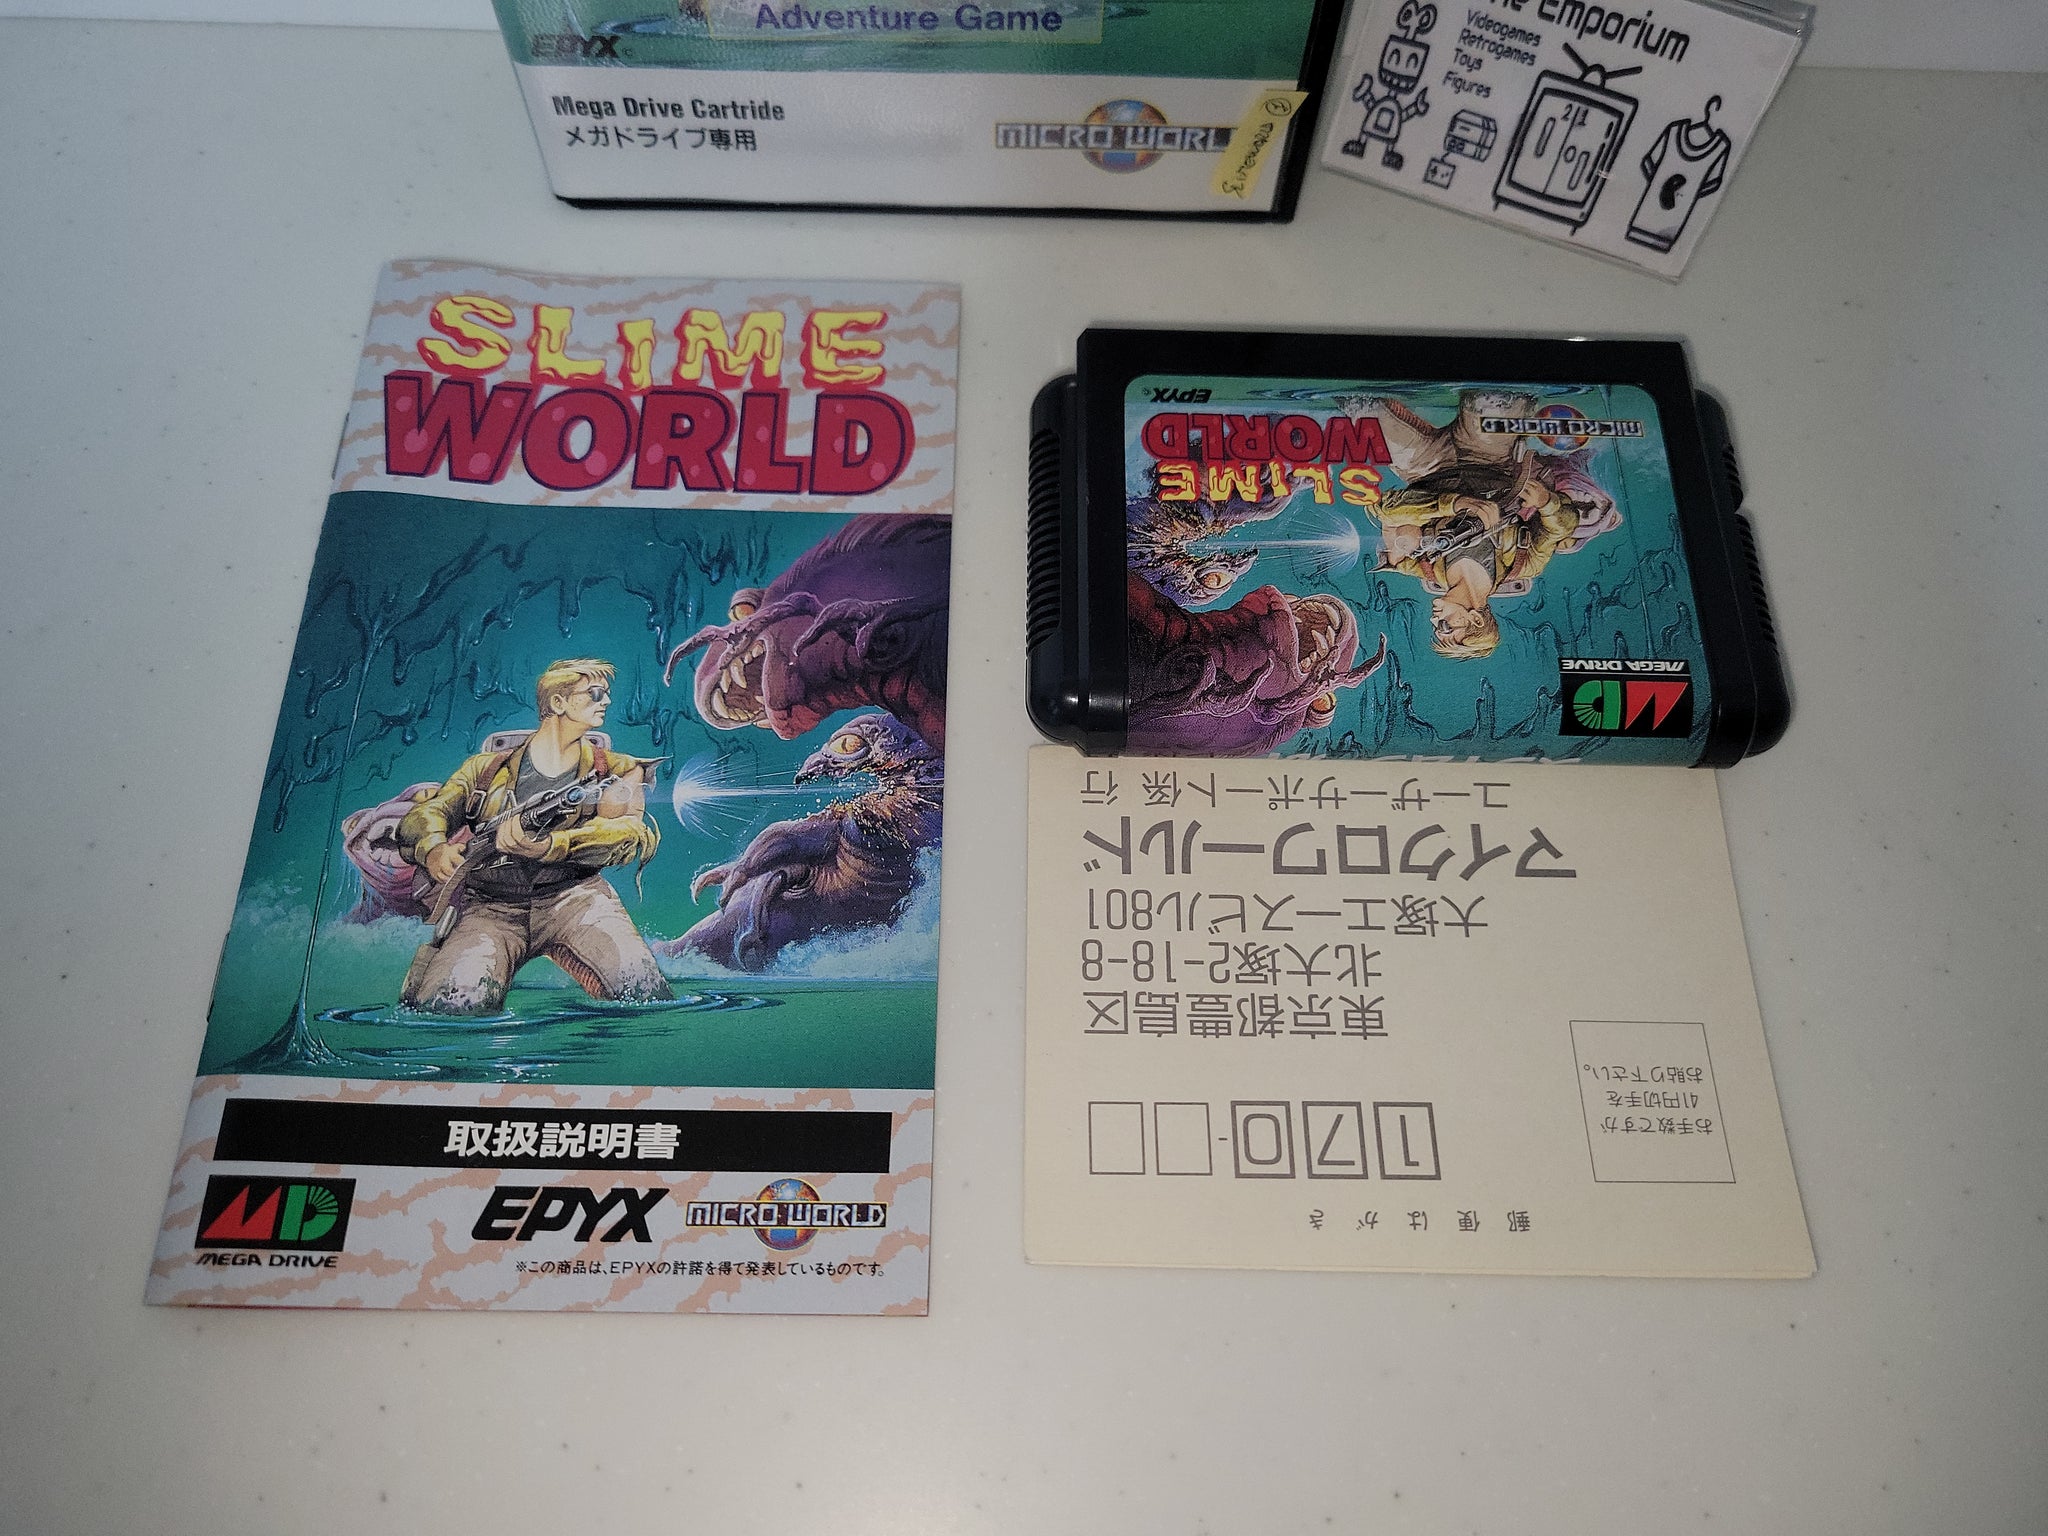 Adventure Game
EPYX©
Mega Drive Cartride
メガドライブ専用
MICRO WORLD
Emporium
Videogames
Retrogames
Toys
Figures
21
SLIME
WORLD
取扱説明書
MEGA DRIVE
EPYX
MICRO WORLD
※この商品は、EPYXの許諾を得て発表しているものです。
MD
MEGA DRIVE
SLIME
WORLD
MICRO WORLD
EPYX©
郵便はがき
170-
お手数ですが
41円切手を
お貼り下さい。
東京都豊島区
北大塚2-18-8
大塚エースビル801
マイクロワールド
ユーザーサポート係 行